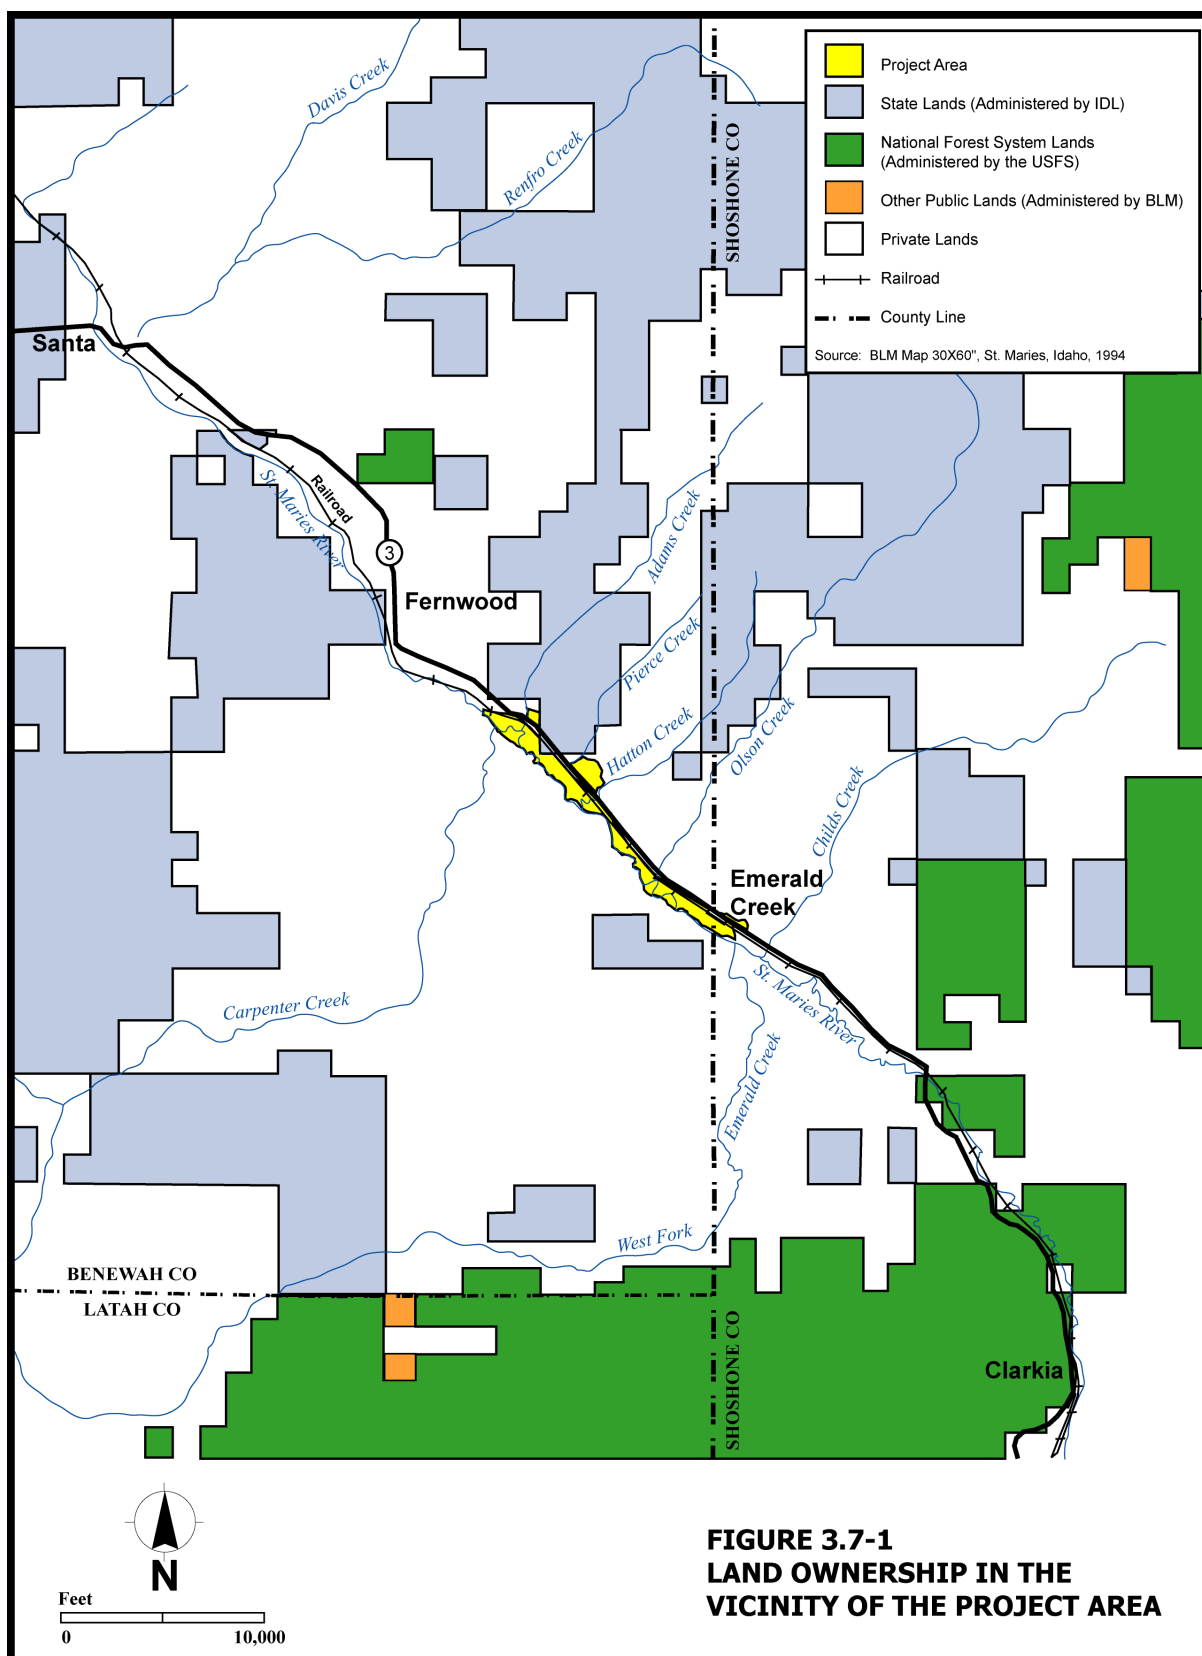 Project Area
State Lands (Administered by IDL)
National Forest System Lands
(Administered by the USFS)
Other Public Lands (Administered by BLM)
Private Lands
Railroad
County Line
Source: BLM Map 30X60", St. Maries, Idaho, 1994
Davis Creek
Renfro Creek
SHOSHONE CO
Santa
St. Maries River
Railroad
3
Fernwood
Adams Creek
Pierce Creek
Hatton Creek
Olson Creek
Childs Creek
Emerald
Creek
St. Maries River
Carpenter Creek
Emerald Creek
West Fork
BENEWAH CO
LATAH CO
SHOSHONE CO
Clarkia
N
Feet
0
10,000
FIGURE 3.7-1
LAND OWNERSHIP IN THE
VICINITY OF THE PROJECT AREA